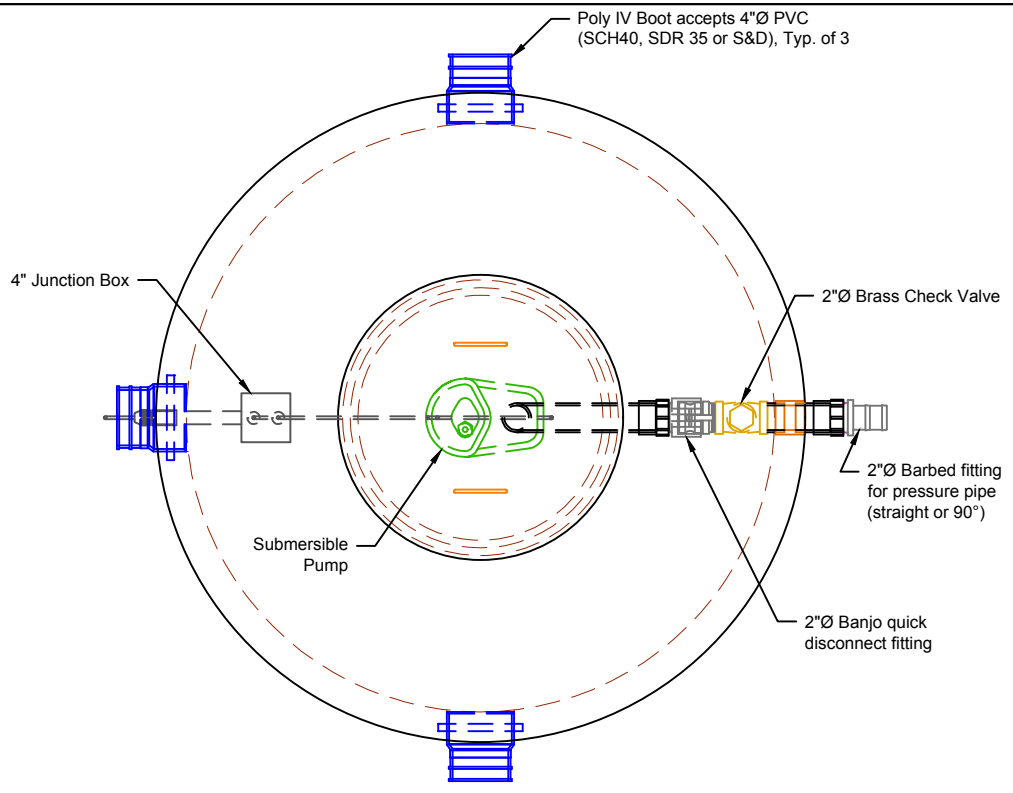 Poly IV Boot accepts 4"Ø PVC
(SCH40, SDR 35 or S&D), Typ. of 3
4" Junction Box
2"Ø Brass Check Valve
2"Ø Barbed fitting
for pressure pipe
(straight or 90°)
Submersible
Pump
2"Ø Banjo quick
disconnect fitting